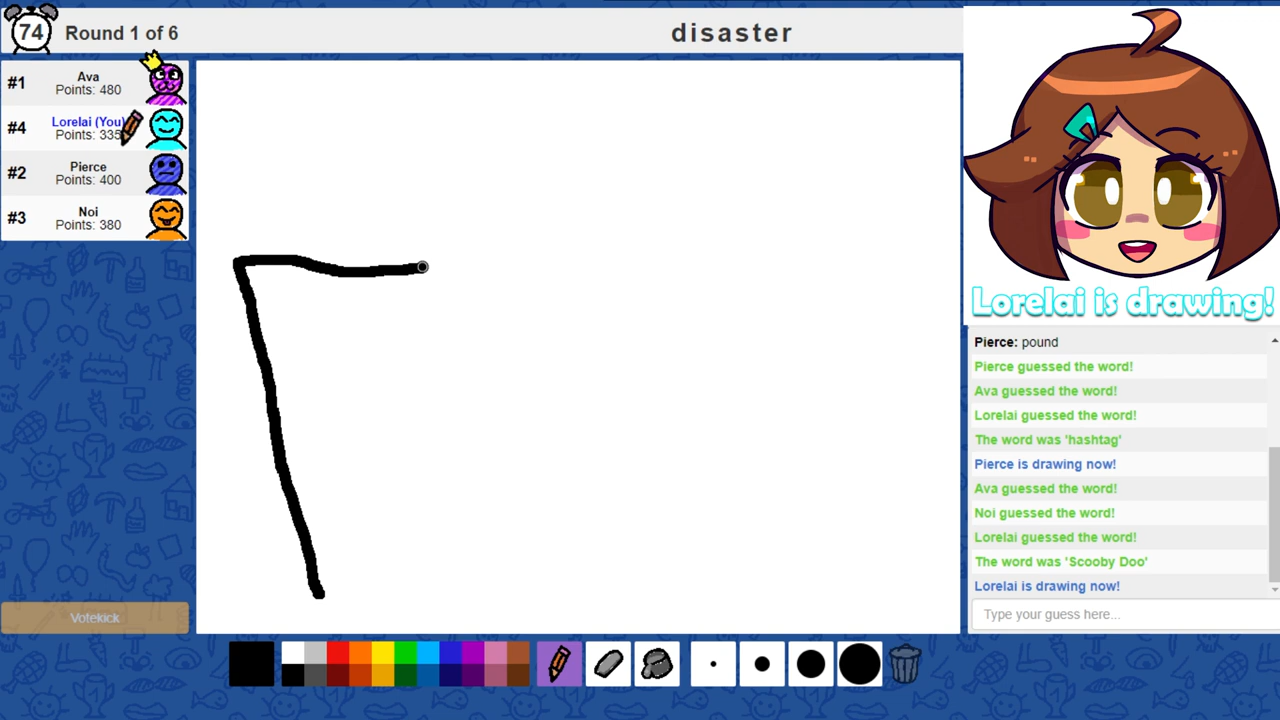 74
Round 1 of 6
disaster
#1
Ava
Points: 480
#4
Lorelai (You)
Points: 335
#2
Pierce
Points: 400
#3
Noi
Points: 380
Votekick
Lorelai is drawing!
Pierce: pound
Pierce guessed the word!
Ava guessed the word!
Lorelai guessed the word!
The word was 'hashtag'
Pierce is drawing now!
Ava guessed the word!
Noi guessed the word!
Lorelai guessed the word!
The word was 'Scooby Doo'
Lorelai is drawing now!
Type your guess here...